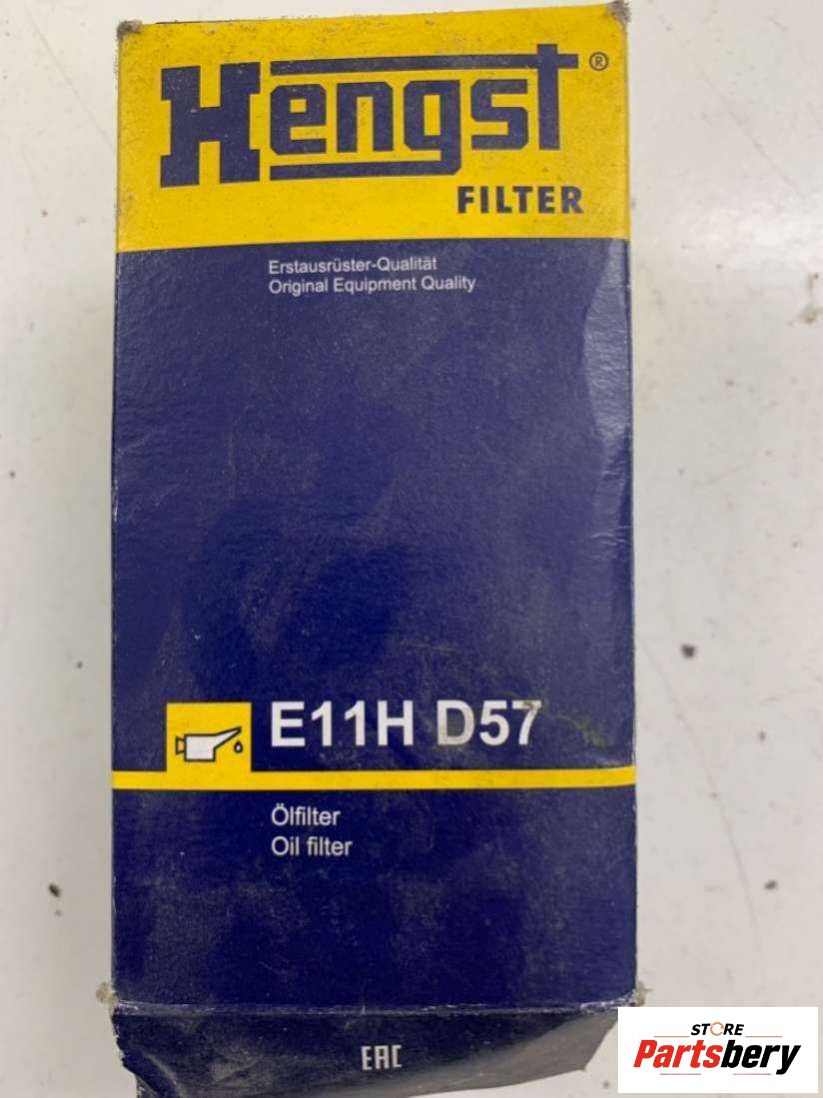 Hengst®
FILTER
Erstausrüster-Qualität
Original Equipment Quality
E11H D57
Ölfilter
Oil filter
EAC
STORE
Partsbery